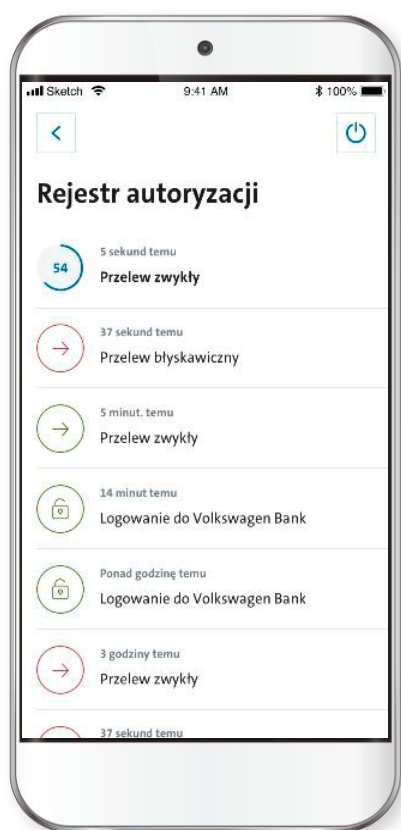 Sketch 9:41 AM 100%
Rejestr autoryzacji
54
5 sekund temu
Przelew zwykły
37 sekund temu
Przelew błyskawiczny
5 minut. temu
Przelew zwykły
14 minut temu
Logowanie do Volkswagen Bank
Ponad godzinę temu
Logowanie do Volkswagen Bank
3 godziny temu
Przelew zwykły
37 sekund temu